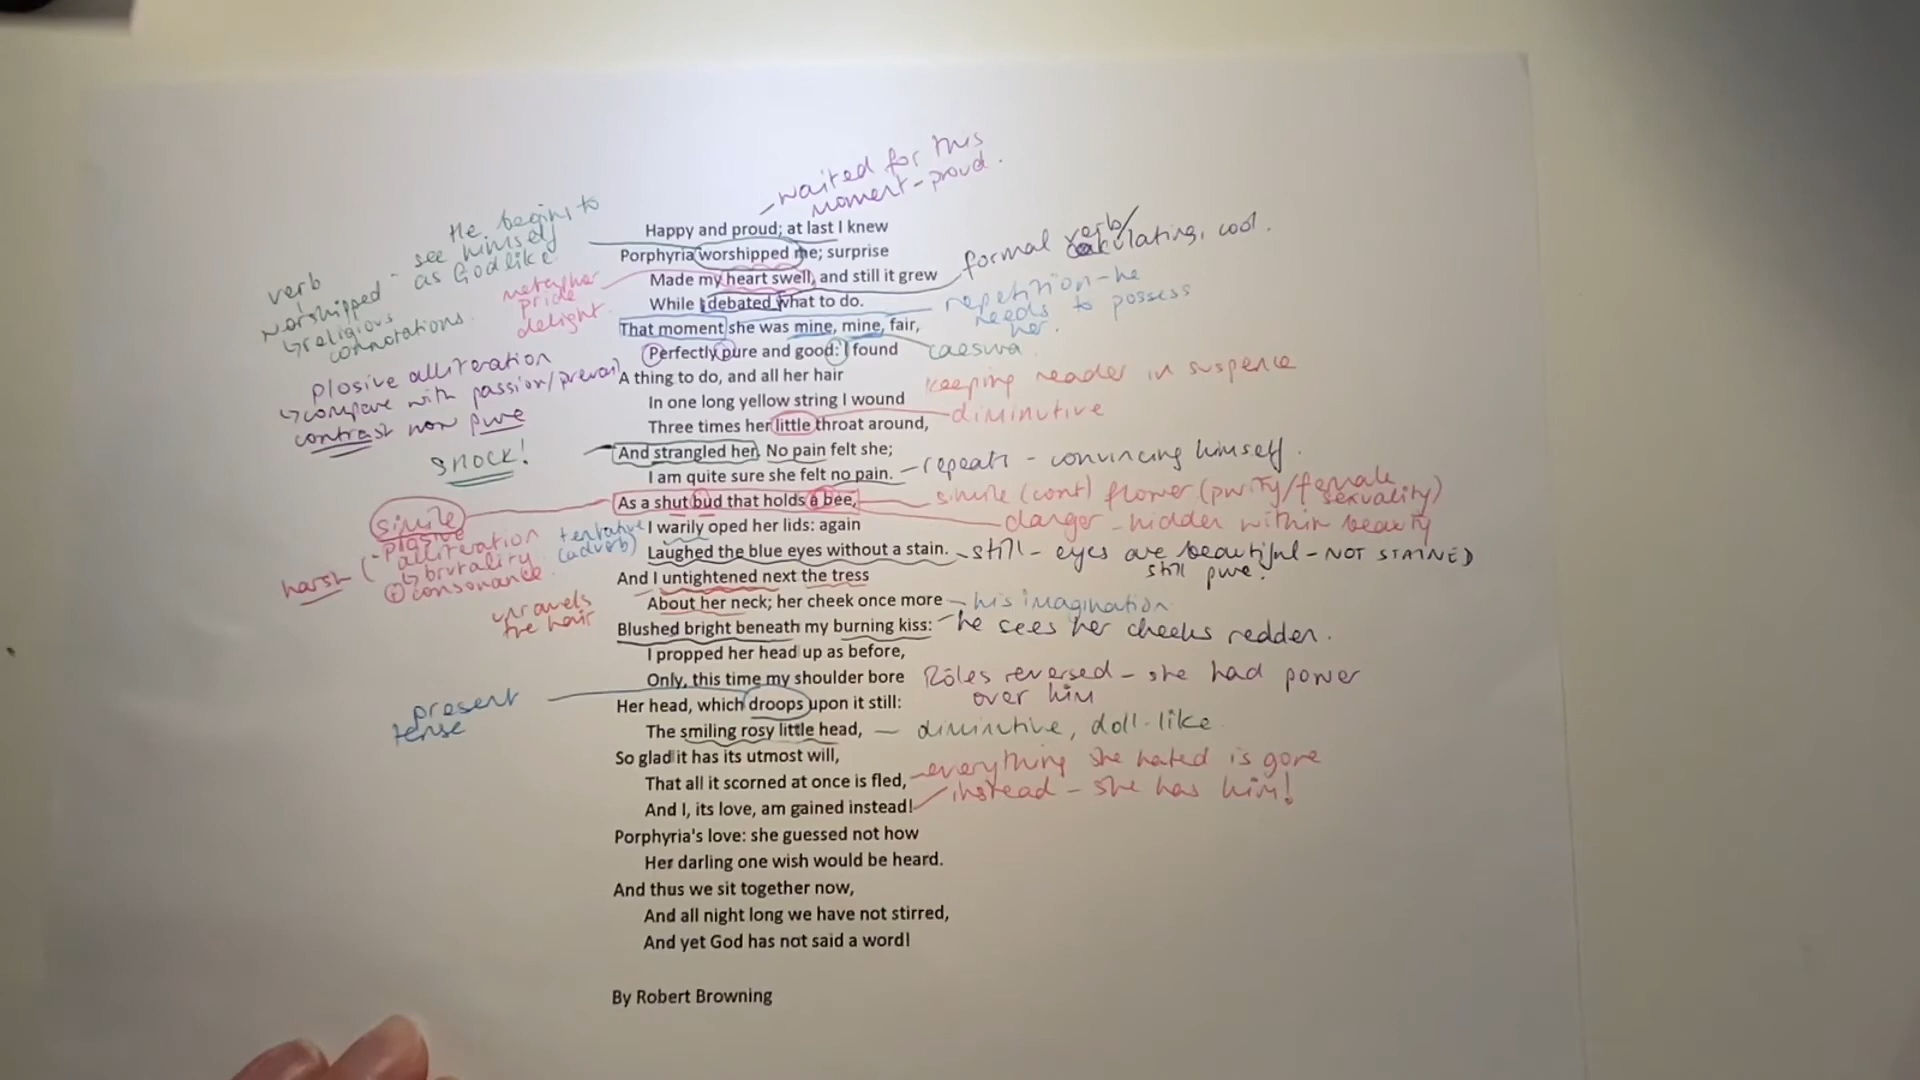 waited for this
moment - proud.
He begins to
see himself
as Godlike.
verb
worshipped -
↳ religious
connotations.
metaphor
pride
delight.
plosive alliteration
↳ compare with passion/prevail
contrast now pure
SHOCK!
simile
- plosive
alliteration
↳ brutality
+ consonance.
harsh (
tentative
(adverb)
unravels
the hair
present
tense
Happy and proud; at last I knew
Porphyria worshipped me; surprise
Made my heart swell, and still it grew
While I debated what to do.
That moment she was mine, mine, fair,
Perfectly pure and good: I found
A thing to do, and all her hair
In one long yellow string I wound
Three times her little throat around,
And strangled her. No pain felt she;
I am quite sure she felt no pain.
As a shut bud that holds a bee,
I warily oped her lids: again
Laughed the blue eyes without a stain.
And I untightened next the tress
About her neck; her cheek once more
Blushed bright beneath my burning kiss:
I propped her head up as before,
Only, this time my shoulder bore
Her head, which droops upon it still:
The smiling rosy little head,
So glad it has its utmost will,
That all it scorned at once is fled,
And I, its love, am gained instead!
Porphyria's love: she guessed not how
Her darling one wish would be heard.
And thus we sit together now,
And all night long we have not stirred,
And yet God has not said a word!
By Robert Browning
formal verb/
calculating, cool.
repetition - he
needs to possess
her.
caesura.
keeping reader in suspence
diminutive
repeats - convincing himself.
simile (cont) flower (purity/female
sexuality)
danger - hidden within beauty
still - eyes are beautiful - NOT STAINED
still pure.
his imagination
he sees her cheeks redden.
Roles reversed - she had power
over him
diminutive, doll-like
everything she hated is gone
instead - she has him!